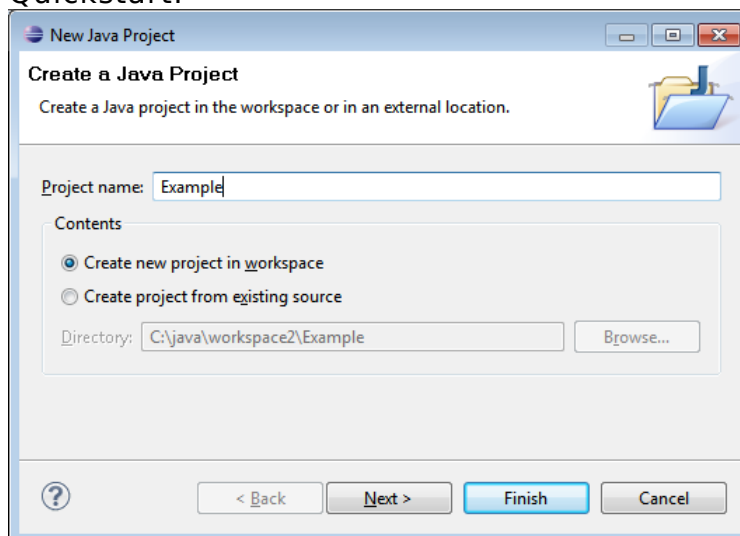 Quickstart.
New Java Project
Create a Java Project
Create a Java project in the workspace or in an external location.
Project name: Example
Contents
Create new project in workspace
Create project from existing source
Directory: C:\java\workspace2\Example Browse...
? < Back Next > Finish Cancel